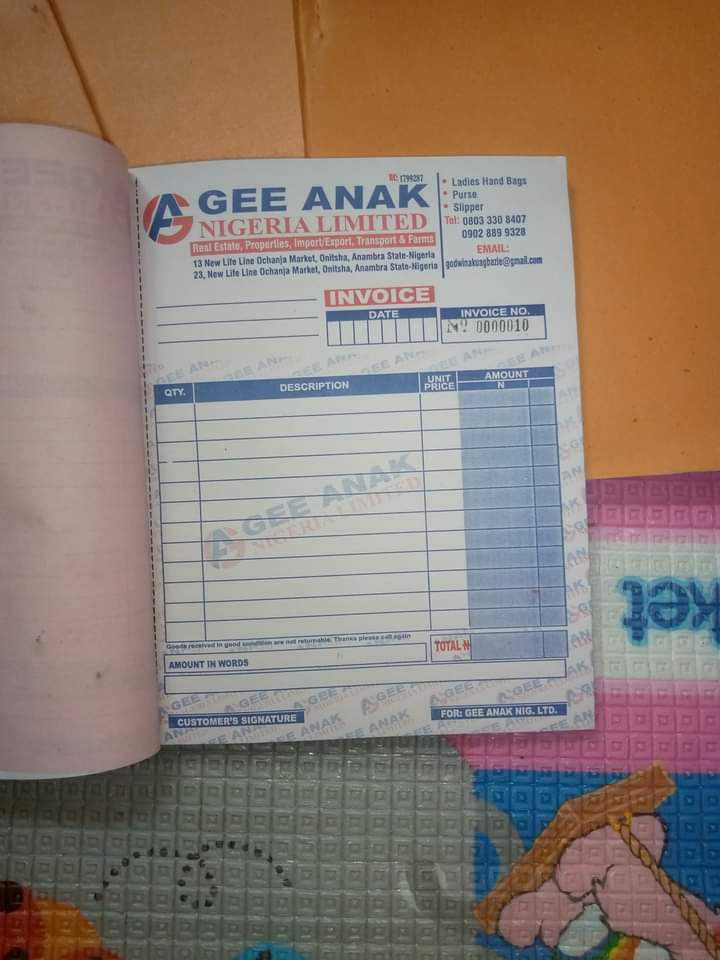 RC: 1799287
GEE ANAK
NIGERIA LIMITED
Real Estate, Properties, Import/Export, Transport & Farms
13 New Life Line Ochanja Market, Onitsha, Anambra State-Nigeria
23, New Life Line Ochanja Market, Onitsha, Anambra State-Nigeria
• Ladies Hand Bags
• Purse
• Slipper
Tel: 0803 330 8407
0902 889 9328
EMAIL:
godwinakuagbazie@gmail.com
INVOICE
DATE
INVOICE NO.
Nº 0000010
QTY.
DESCRIPTION
UNIT PRICE
AMOUNT
N
GEE ANAK
NIGERIA LIMITED
Goods received in good condition are not returnable. Thanks please call again
TOTAL N
AMOUNT IN WORDS
CUSTOMER'S SIGNATURE
FOR: GEE ANAK NIG. LTD.